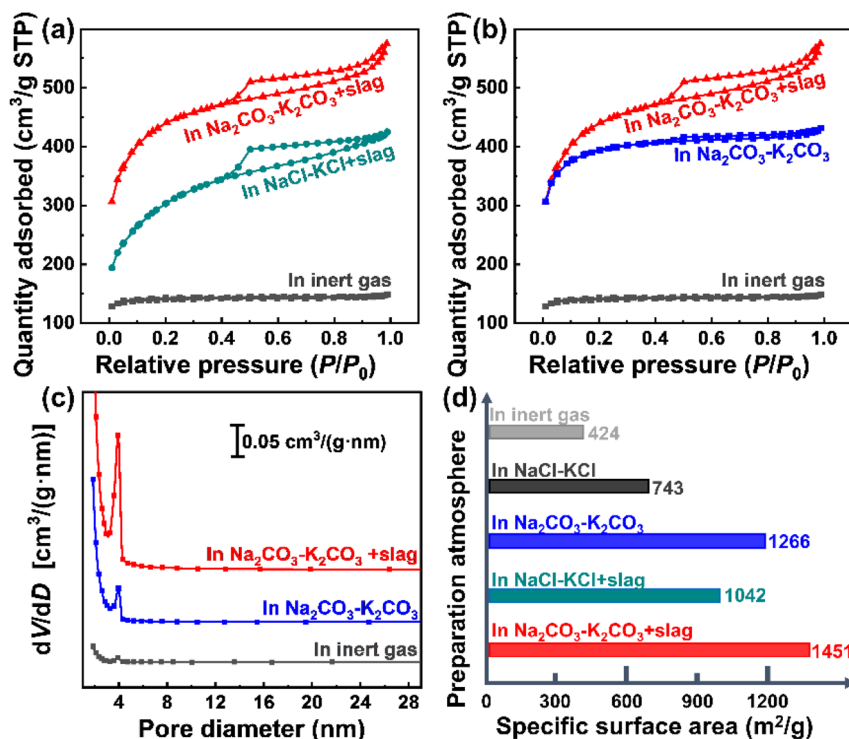 (a)
Quantity adsorbed (cm³/g STP)
500
400
300
200
100
In Na₂CO₃-K₂CO₃+slag
In NaCl-KCl+slag
In inert gas
0.0 0.2 0.4 0.6 0.8 1.0
Relative pressure (P/P₀)
(b)
Quantity adsorbed (cm³/g STP)
500
400
300
200
100
In Na₂CO₃-K₂CO₃+slag
In Na₂CO₃-K₂CO₃
In inert gas
0.0 0.2 0.4 0.6 0.8 1.0
Relative pressure (P/P₀)
(c)
dV/dD [cm³/(g·nm)]
0.05 cm³/(g·nm)
In Na₂CO₃-K₂CO₃ +slag
In Na₂CO₃-K₂CO₃
In inert gas
4 8 12 16 20 24 28
Pore diameter (nm)
(d)
Preparation atmosphere
In inert gas
424
In NaCl-KCl
743
In Na₂CO₃-K₂CO₃
1266
In NaCl-KCl+slag
1042
In Na₂CO₃-K₂CO₃+slag
1451
0 300 600 900 1200
Specific surface area (m²/g)